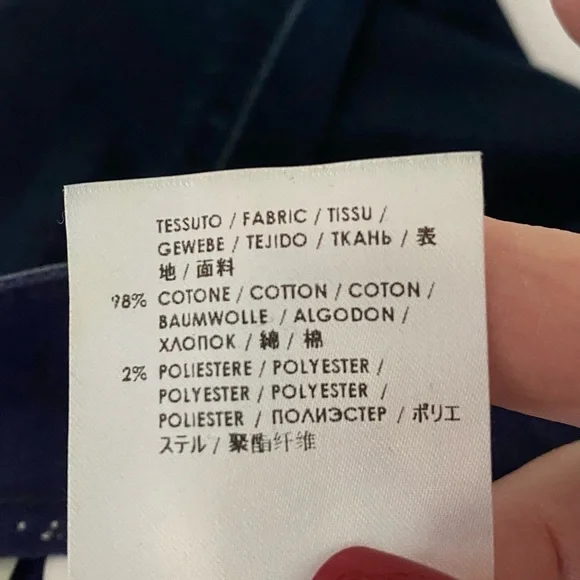 TESSUTO / FABRIC / TISSU /
GEWEBE / TEJIDO / ТКАНЬ / 表
地 / 面料
98% COTONE / COTTON / COTON /
BAUMWOLLE / ALGODON /
ХЛОПОК / 綿 / 棉
2% POLIESTERE / POLYESTER /
POLYESTER / POLYESTER /
POLIESTER / ПОЛИЭСТЕР / ポリエ
ステル / 聚酯纤维